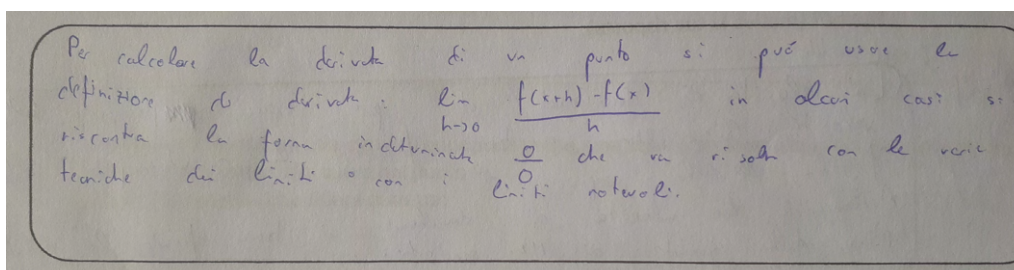 Per calcolare la derivata di un punto si può usare la
definizione di derivata: lim h->0 f(x+h)-f(x) / h in alcuni casi si
riscontra la forma indeterminata 0/0 che va risolta con le varie
tecniche dei limiti o con i limiti notevoli.